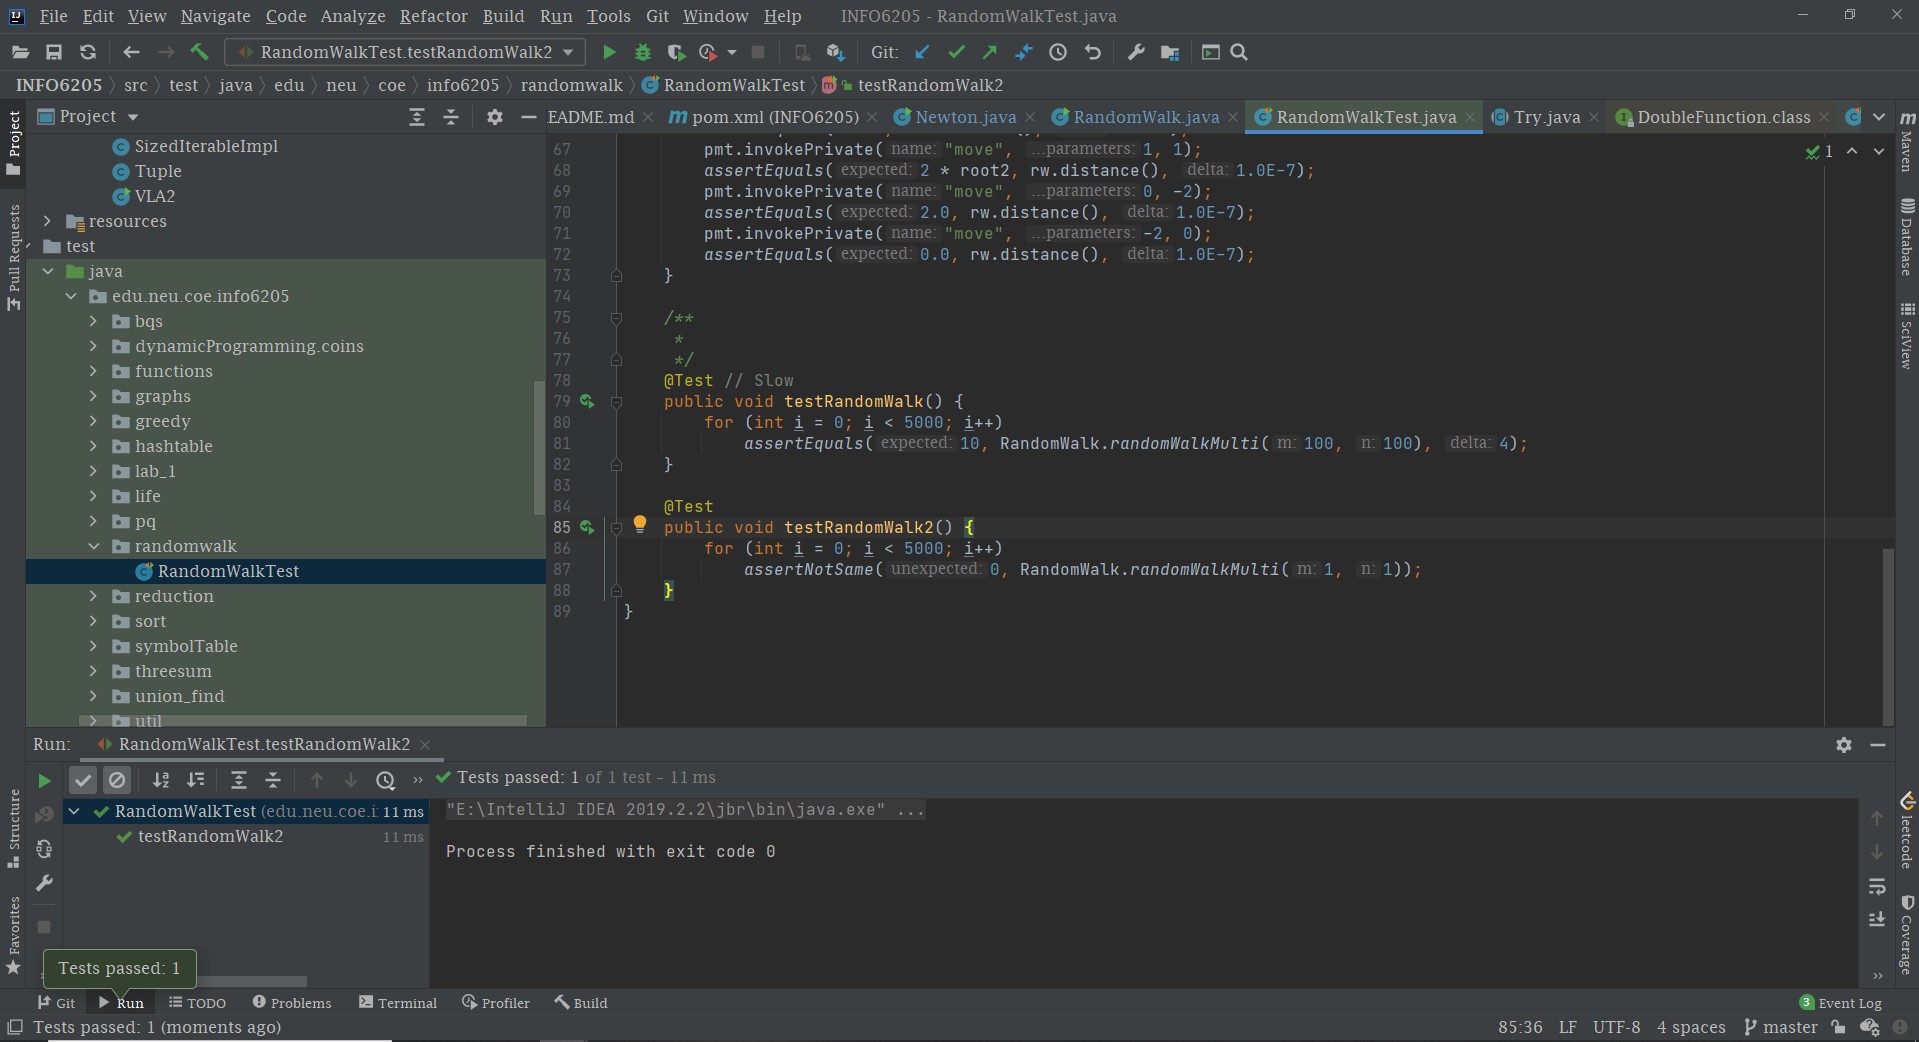 File Edit View Navigate Code Analyze Refactor Build Run Tools Git Window Help INFO6205 - RandomWalkTest.java
RandomWalkTest.testRandomWalk2 Git:
INFO6205 src test java edu neu coe info6205 randomwalk RandomWalkTest testRandomWalk2
Project
EADME.md pom.xml (INFO6205) Newton.java RandomWalk.java RandomWalkTest.java Try.java DoubleFunction.class
Project
Pull Requests
Structure
Favorites
SizedIterableImpl
Tuple
VLA2
resources
test
java
edu.neu.coe.info6205
bqs
dynamicProgramming.coins
functions
graphs
greedy
hashtable
lab_1
life
pq
randomwalk
RandomWalkTest
reduction
sort
symbolTable
threesum
union_find
util
1
67 pmt.invokePrivate( name: "move", ...parameters: 1, 1);
68 assertEquals( expected: 2 * root2, rw.distance(), delta: 1.0E-7);
69 pmt.invokePrivate( name: "move", ...parameters: 0, -2);
70 assertEquals( expected: 2.0, rw.distance(), delta: 1.0E-7);
71 pmt.invokePrivate( name: "move", ...parameters: -2, 0);
72 assertEquals( expected: 0.0, rw.distance(), delta: 1.0E-7);
73 }
74
75 /**
76 *
77 */
78 @Test // Slow
79 public void testRandomWalk() {
80 for (int i = 0; i < 5000; i++)
81 assertEquals( expected: 10, RandomWalk.randomWalkMulti( m: 100, n: 100), delta: 4);
82 }
83
84 @Test
85 public void testRandomWalk2() {
86 for (int i = 0; i < 5000; i++)
87 assertNotSame( unexpected: 0, RandomWalk.randomWalkMulti( m: 1, n: 1));
88 }
89 }
Maven
Database
SciView
leetcode
Coverage
Run: RandomWalkTest.testRandomWalk2
Tests passed: 1 of 1 test – 11 ms
RandomWalkTest (edu.neu.coe.i 11 ms
testRandomWalk2 11 ms
"E:\IntelliJ IDEA 2019.2.2\jbr\bin\java.exe" ...
Process finished with exit code 0
Tests passed: 1
Git Run TODO Problems Terminal Profiler Build 3 Event Log
Tests passed: 1 (moments ago) 85:36 LF UTF-8 4 spaces master